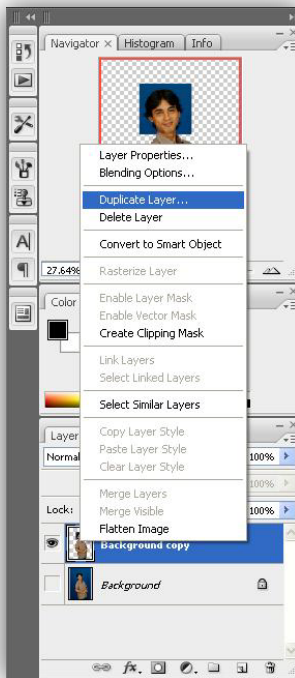 Navigator × Histogram Info
Layer Properties...
Blending Options...
Duplicate Layer...
Delete Layer
Convert to Smart Object
27.64%
Rasterize Layer
Color
Enable Layer Mask
Enable Vector Mask
Create Clipping Mask
Link Layers
Select Linked Layers
Select Similar Layers
Layer
Copy Layer Style
Normal
Paste Layer Style
100%
Clear Layer Style
100%
Merge Layers
Lock:
Merge Visible
100%
Flatten Image
Background copy
Background
fx.